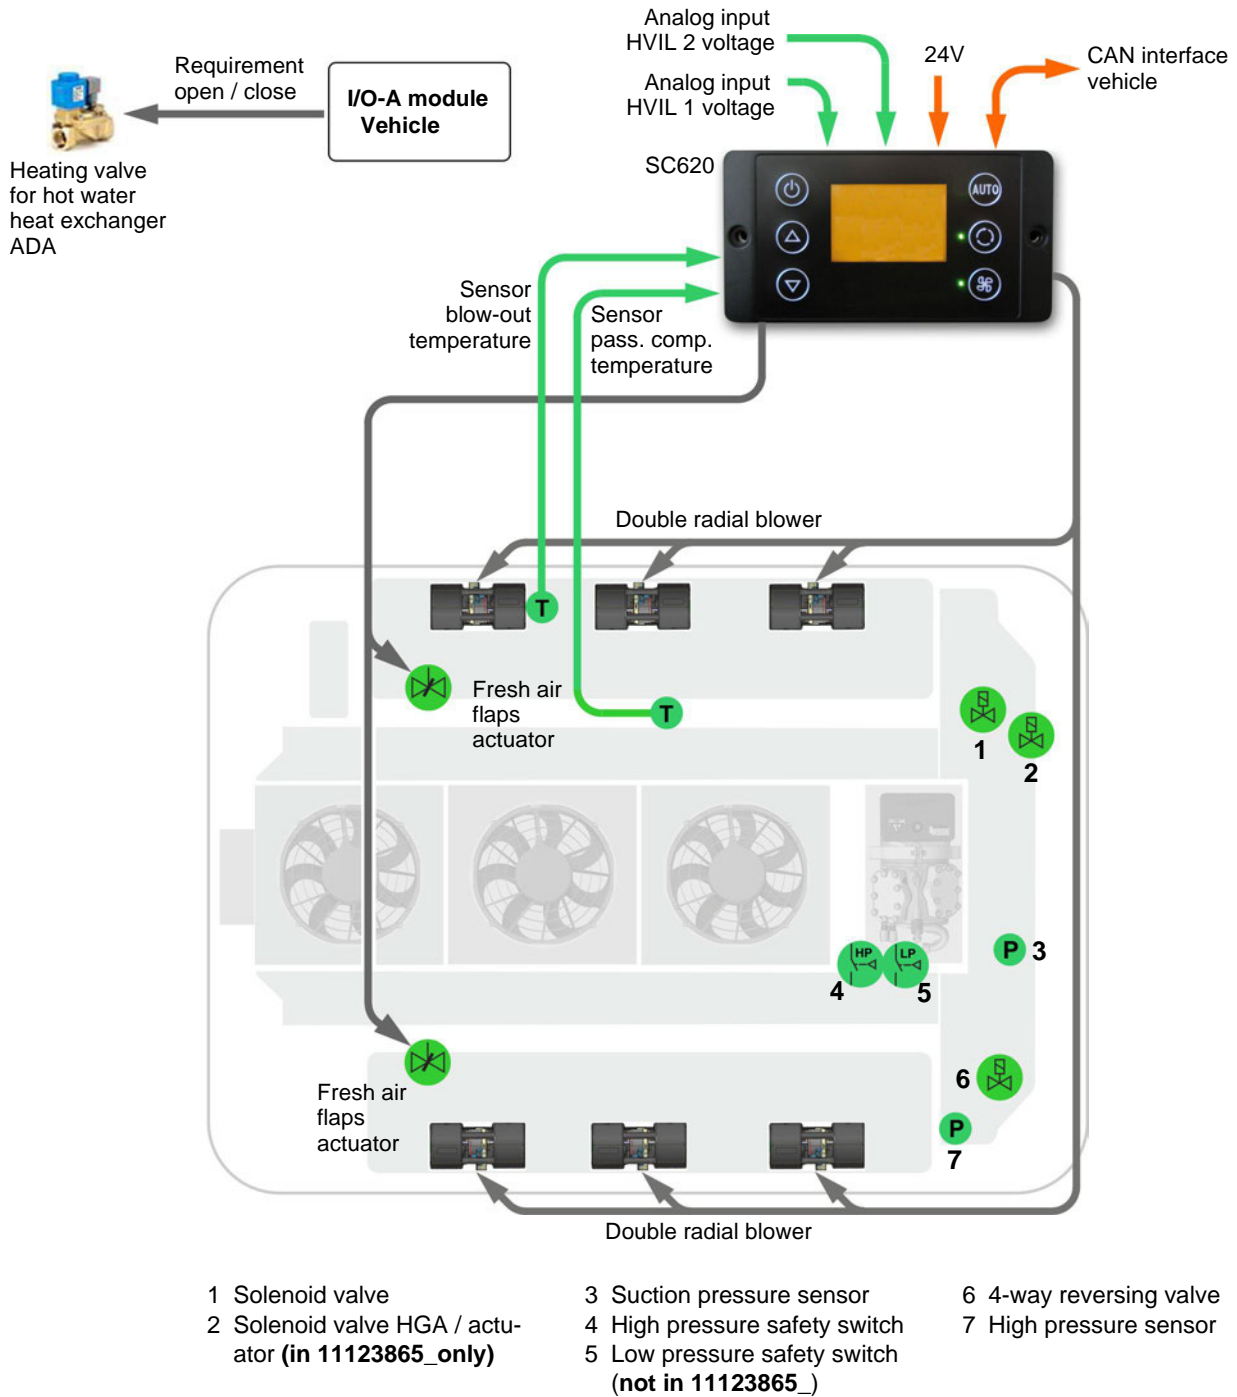 Analog input
HVIL 2 voltage
24V
CAN interface
vehicle
Requirement
open / close
I/O-A module
Vehicle
Analog input
HVIL 1 voltage
Heating valve
for hot water
heat exchanger
ADA
SC620
AUTO
Sensor
blow-out
temperature
Sensor
pass. comp.
temperature
Double radial blower
T
Fresh air
flaps
actuator
T
1
2
P 3
HP
LP
4
5
6
Fresh air
flaps
actuator
P
7
Double radial blower
1 Solenoid valve
2 Solenoid valve HGA / actu-
ator (in 11123865_only)
3 Suction pressure sensor
4 High pressure safety switch
5 Low pressure safety switch
(not in 11123865_)
6 4-way reversing valve
7 High pressure sensor